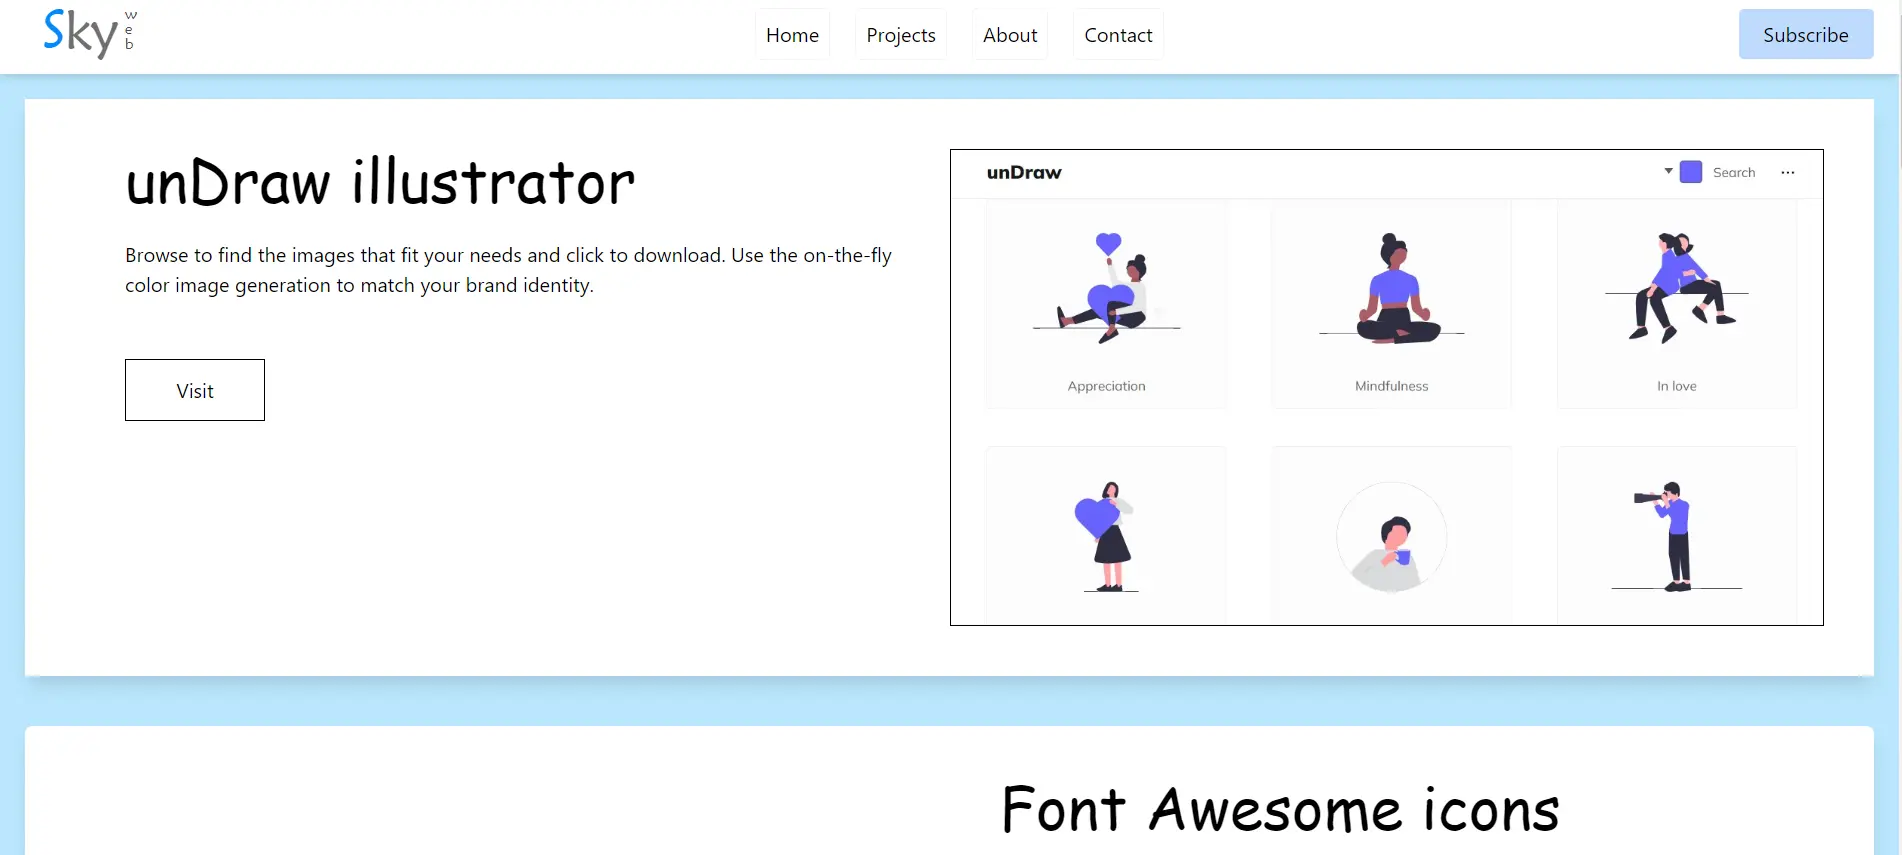 Sky web
Home Projects About Contact
Subscribe
unDraw illustrator
Browse to find the images that fit your needs and click to download. Use the on-the-fly
color image generation to match your brand identity.
Visit
unDraw
Search ...
Appreciation
Mindfulness
In love
Font Awesome icons